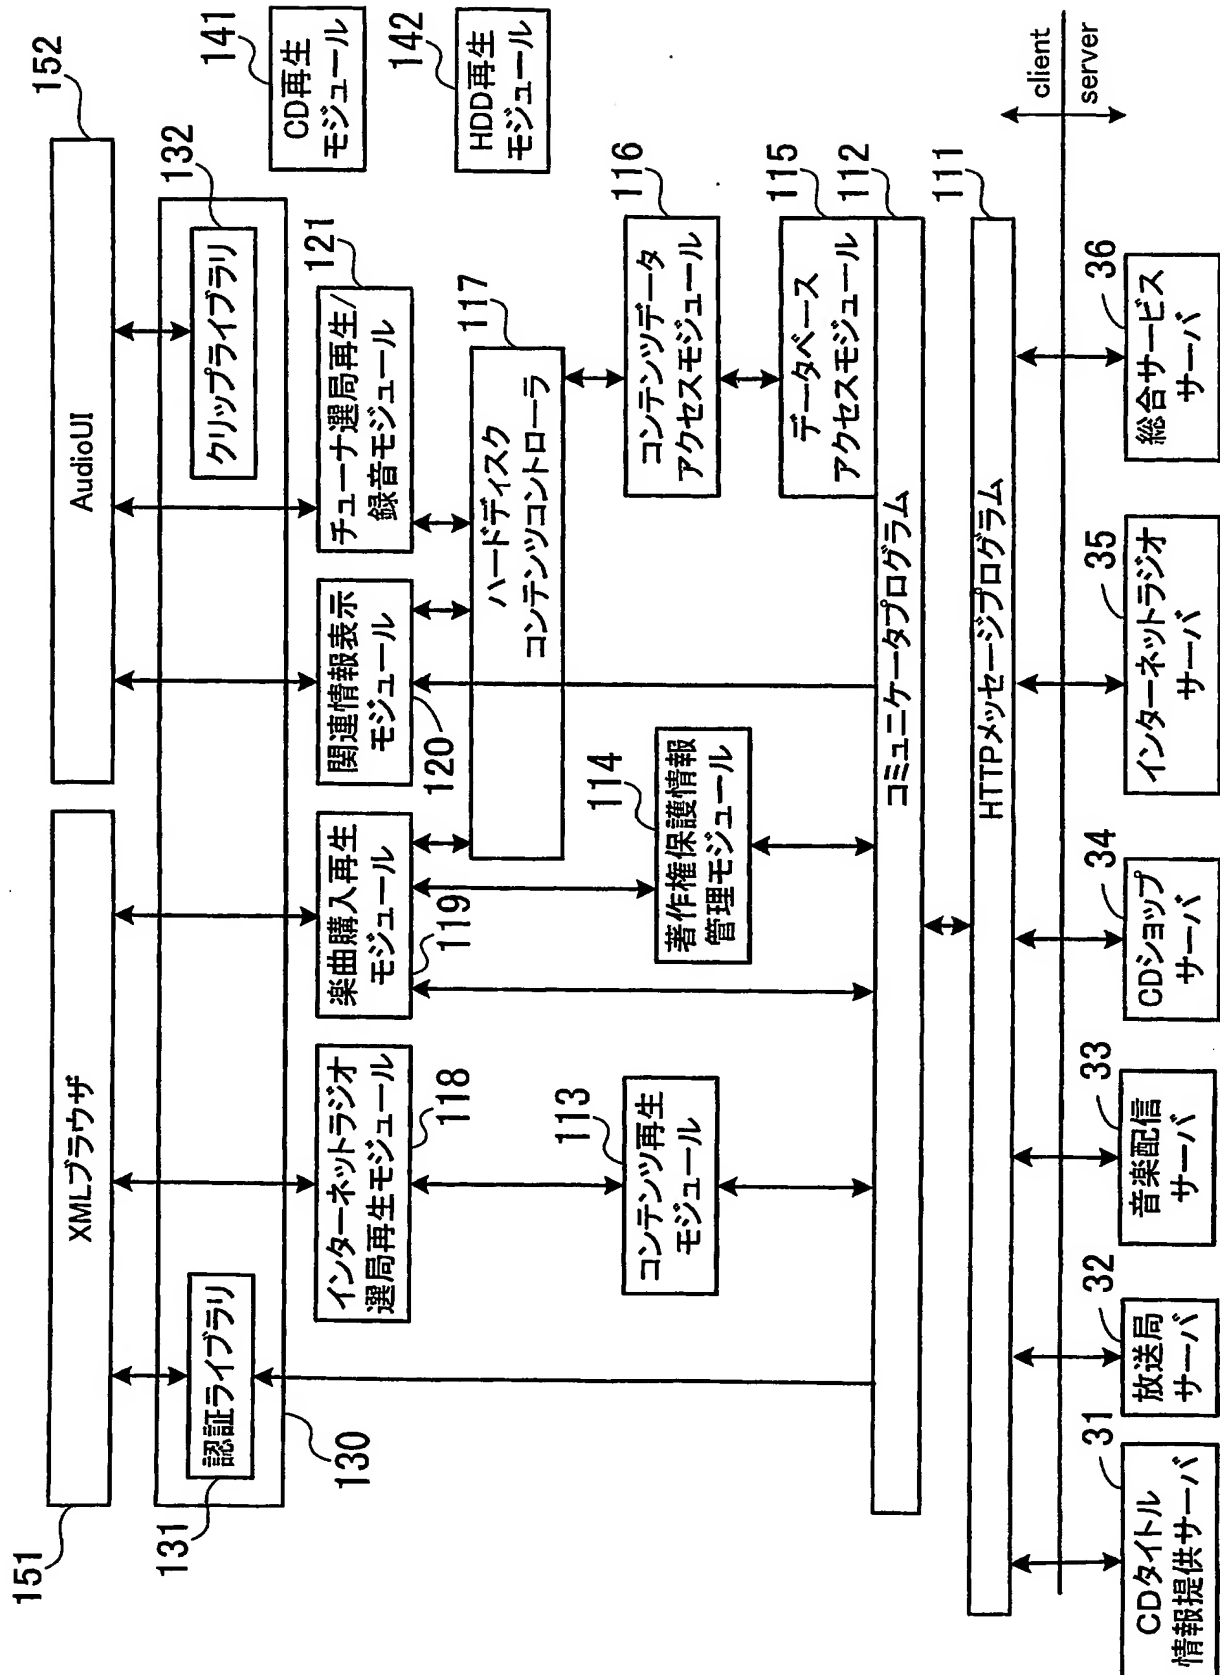 151
XMLブラウザ
AudioUI
152
131
認証ライブラリ
130
クリップライブラリ
132
CD再生
モジュール
141
HDD再生
モジュール
142
インターネットラジオ
選局再生モジュール
118
楽曲購入再生
モジュール
119
関連情報表示
モジュール
120
チューナ選局再生/
録音モジュール
121
ハードディスク
コンテンツコントローラ
117
コンテンツ再生
モジュール
113
著作権保護情報
管理モジュール
114
コンテンツデータ
アクセスモジュール
116
データベース
アクセスモジュール
115
コミュニケータプログラム
112
HTTPメッセージプログラム
111
client
server
CDタイトル
情報提供サーバ
31
放送局
サーバ
32
音楽配信
サーバ
33
CDショップ
サーバ
34
インターネットラジオ
サーバ
35
総合サービス
サーバ
36